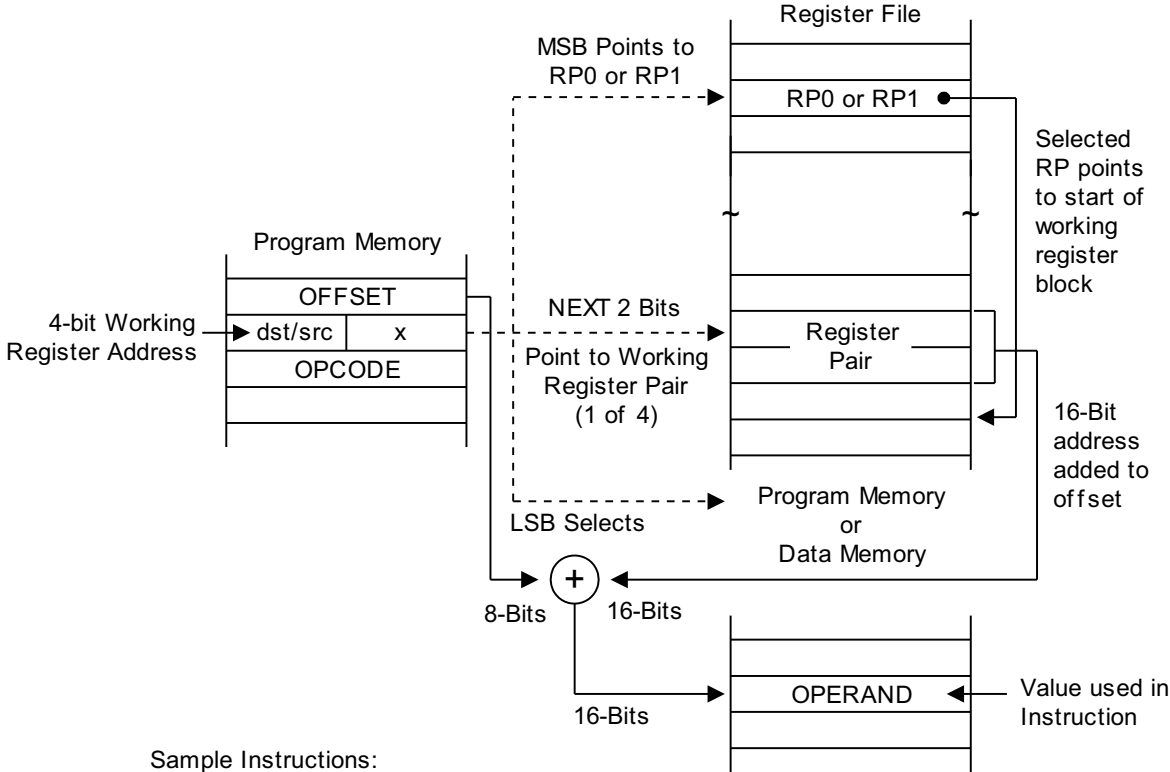 Register File
MSB Points to
RP0 or RP1
RP0 or RP1
Selected
RP points
to start of
working
register
block
Program Memory
OFFSET
4-bit Working
Register Address
dst/src
x
OPCODE
NEXT 2 Bits
Point to Working
Register Pair
(1 of 4)
Register
Pair
16-Bit
address
added to
offset
LSB Selects
Program Memory
or
Data Memory
+
8-Bits
16-Bits
16-Bits
OPERAND
Value used in
Instruction
Sample Instructions: